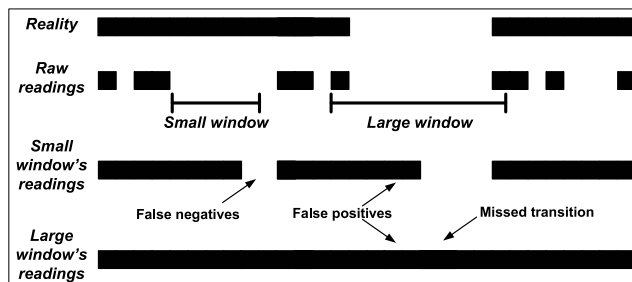 Reality
Raw
readings
Small window
Large window
Small
window's
readings
False negatives
False positives
Missed transition
Large
window's
readings